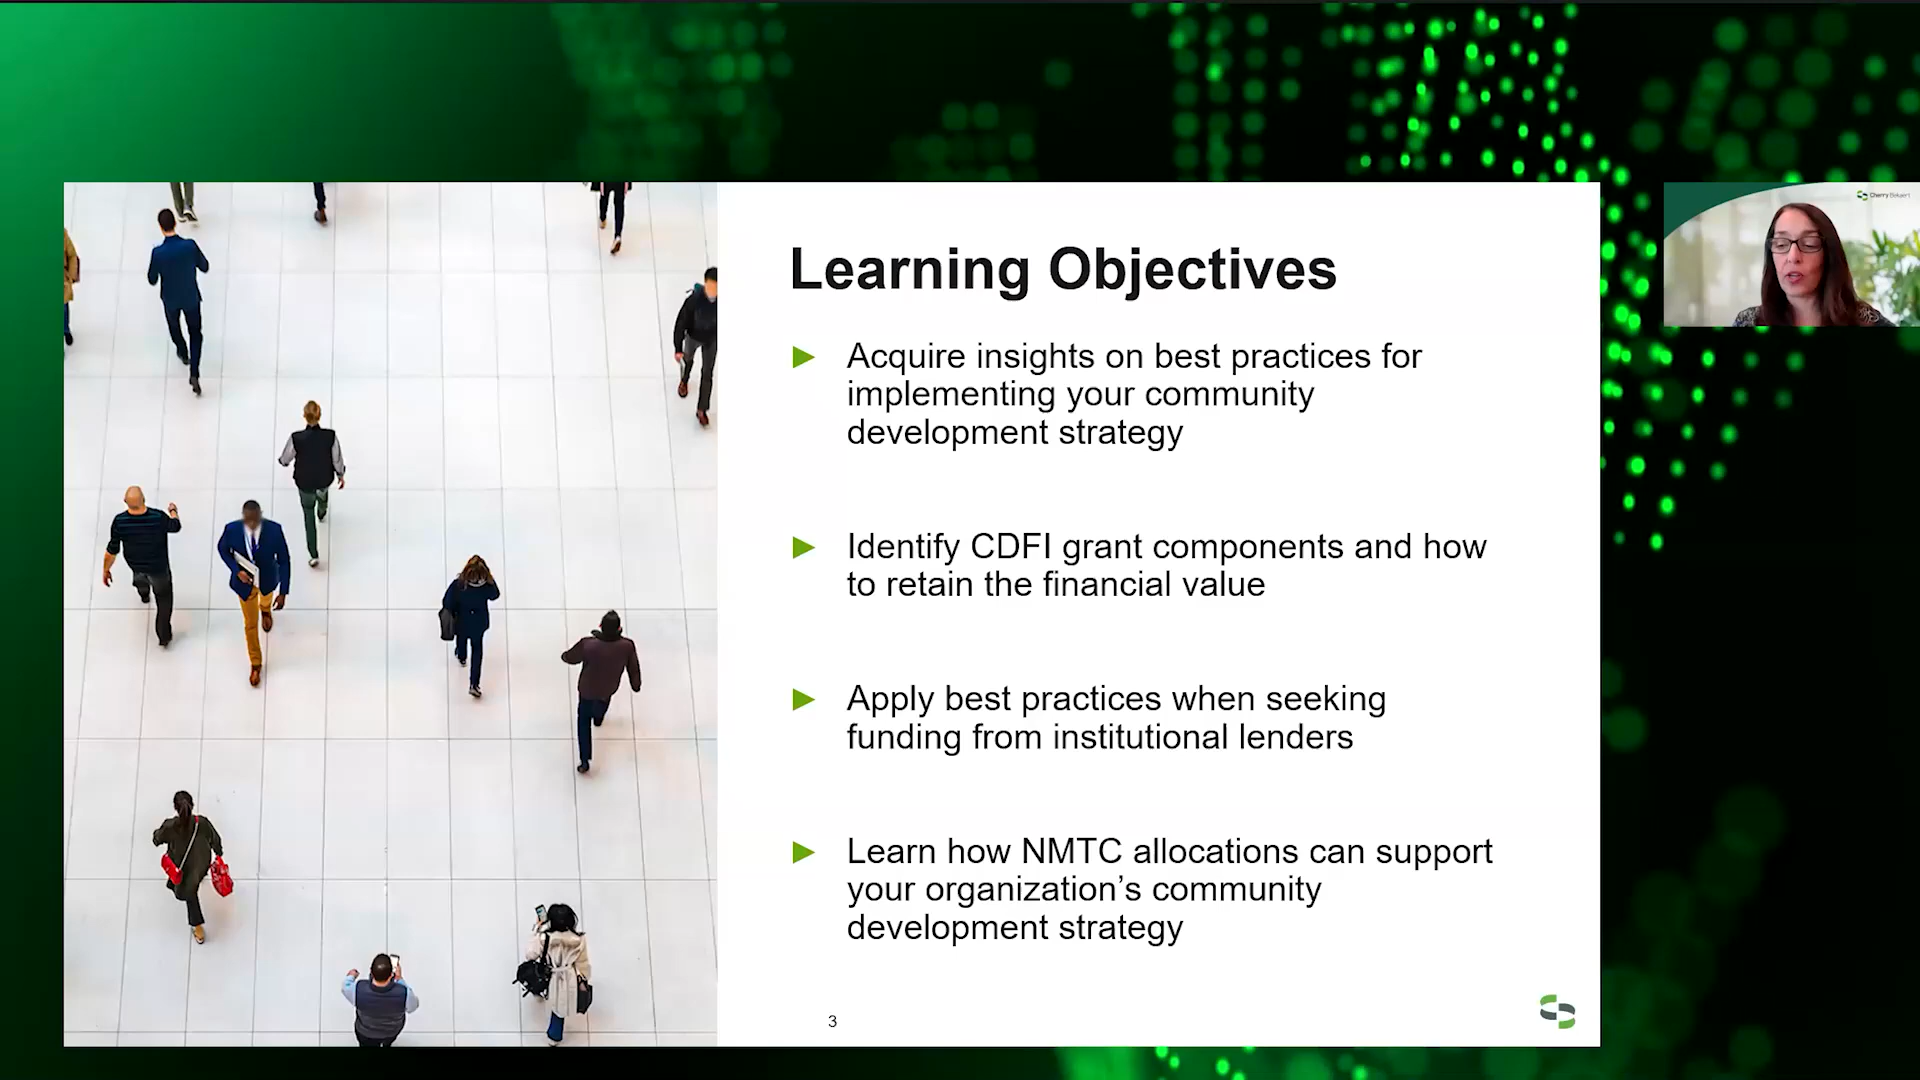 Learning Objectives
Acquire insights on best practices for
implementing your community
development strategy
Identify CDFI grant components and how
to retain the financial value
Apply best practices when seeking
funding from institutional lenders
Learn how NMTC allocations can support
your organization’s community
development strategy
3
Cherry Bekaert